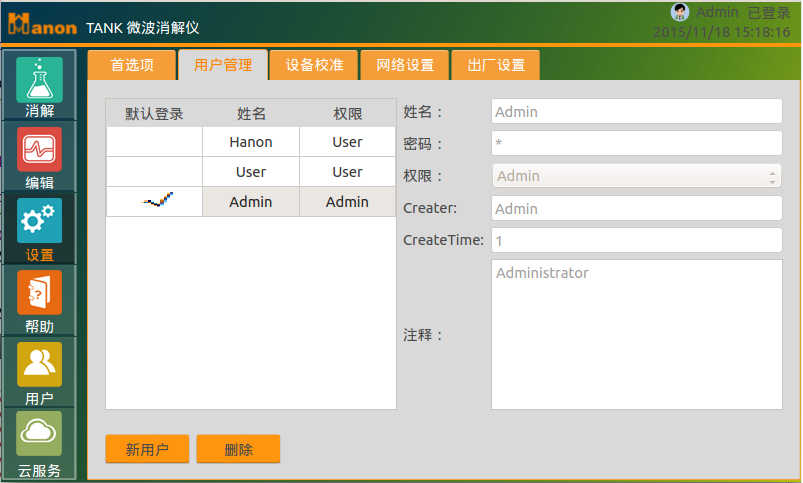 Hanon
TANK 微波消解仪
Admin 已登录
2015/11/18 15:18:16
首选项 用户管理 设备校准 网络设置 出厂设置
消解
编辑
设置
帮助
用户
云服务
默认登录 姓名 权限
Hanon User
User User
Admin Admin
姓名： Admin
密码： *
权限： Admin
Creater: Admin
CreateTime: 1
注释： Administrator
新用户 删除